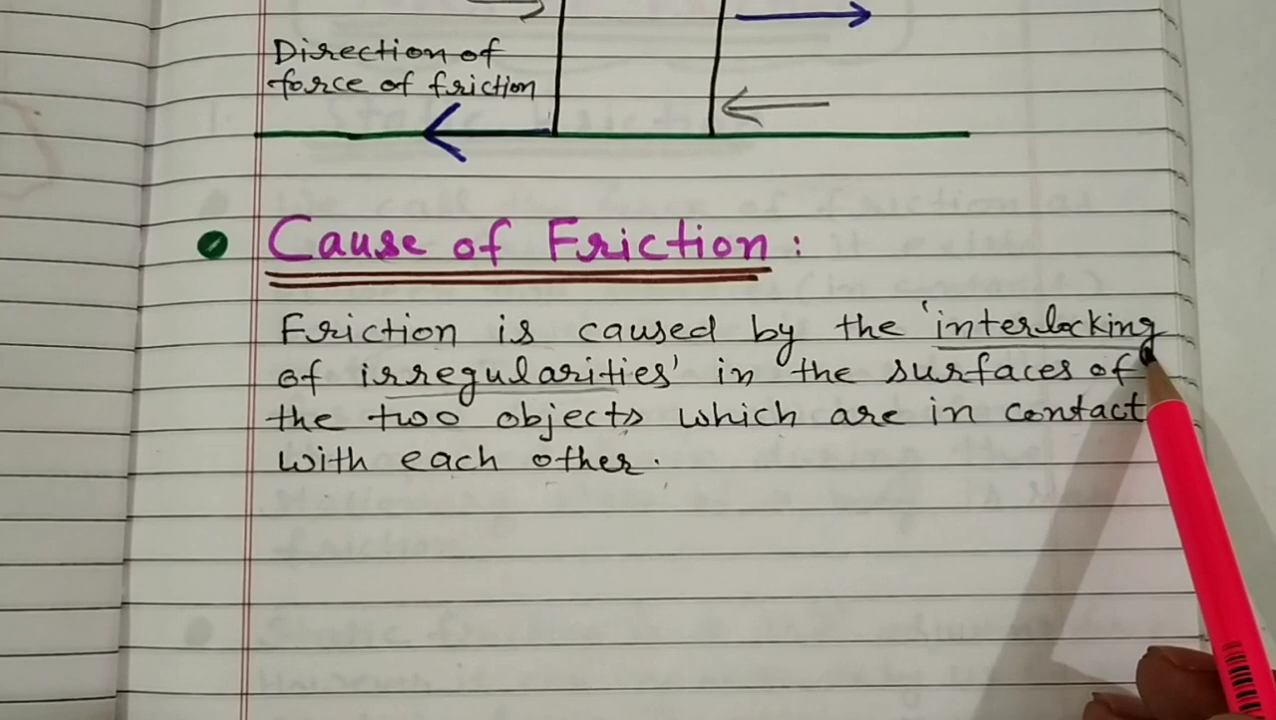 Direction of
force of friction
Cause of Friction :
Friction is caused by the 'interlocking
of irregularities' in the surfaces of
the two objects which are in contact
with each other.